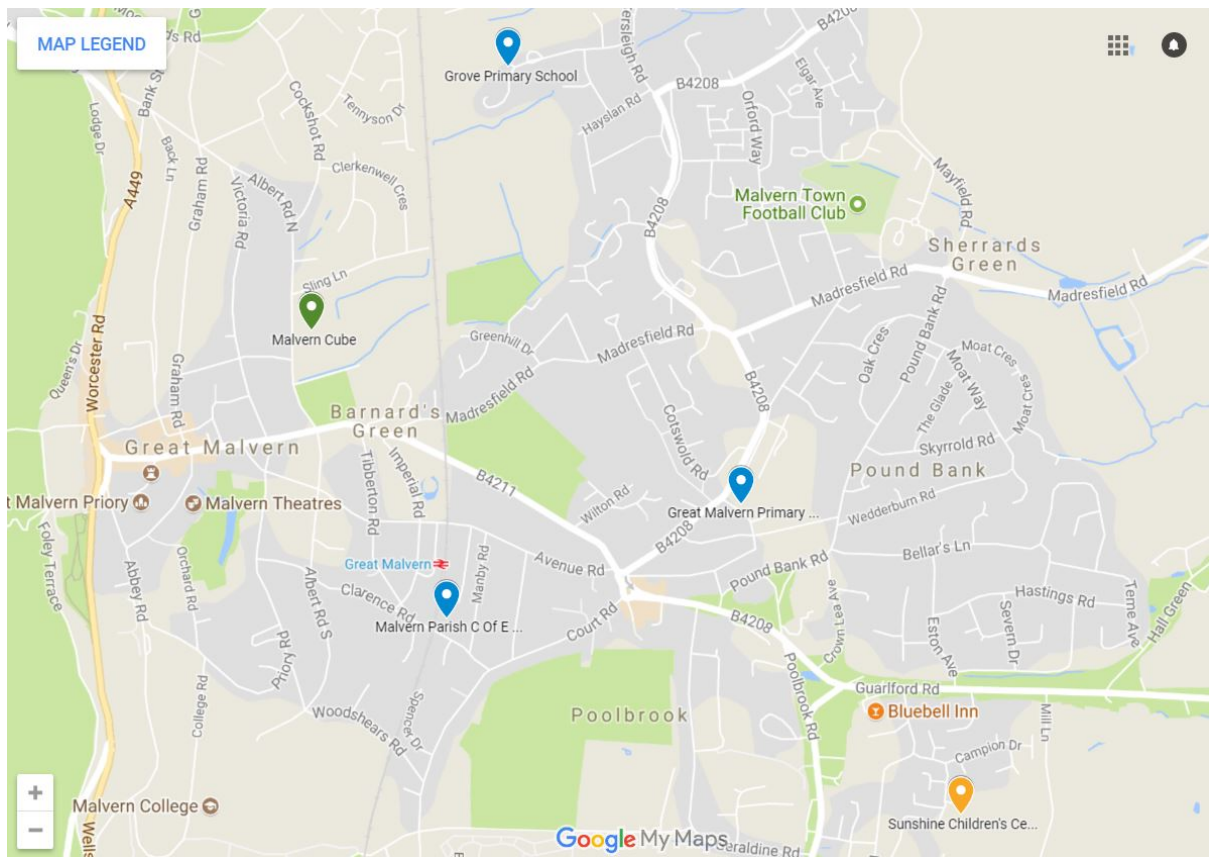 MAP LEGEND
Bank St
Lodge Dr
Back Ln
Graham Rd
Cockshot Rd
Tennyson Dr
Clerkenwell Cres
Grove Primary School
Hayslan Rd
B4208
B4208
Elgar Ave
Orford Way
A449
Albert Rd N
Victoria Rd
Malvern Town
Football Club
Mayfield Rd
B4208
Sherrards
Green
Sling Ln
Malvern Cube
Madresfield Rd
Madresfield Rd
Worcester Rd
Queen's Dr
Graham Rd
Greenhill Dr
Madresfield Rd
Madresfield Rd
B4208
Oak Cres
Pound Bank Rd
The Glade
Moat Way
Moat Cres
Moat Cres
Barnard's
Green
Great Malvern
Cotswold Rd
Skyrrold Rd
Pound Bank
Tibberton Rd
Imperial Rd
B4211
Wilton Rd
Great Malvern Primary ...
Wedderburn Rd
t Malvern Priory
Malvern Theatres
B4208
Bellar's Ln
Foley Terrace
Abbey Rd
Orchard Rd
Great Malvern
Manby Rd
Avenue Rd
Pound Bank Rd
Albert Rd S
Clarence Rd
Malvern Parish C Of E ...
Court Rd
B4208
Crown Lea Ave
Hastings Rd
Eston Ave
Severn Dr
Terne Ave
Hall Green
Priory Rd
College Rd
Woodshears Rd
Spencer Dr
Poolbrook
Poolbrook Rd
Guarlford Rd
Bluebell Inn
Mill Ln
Campion Dr
+
−
Malvern College
Wells
Sunshine Children's Ce...
Google My Maps
eraldine Rd